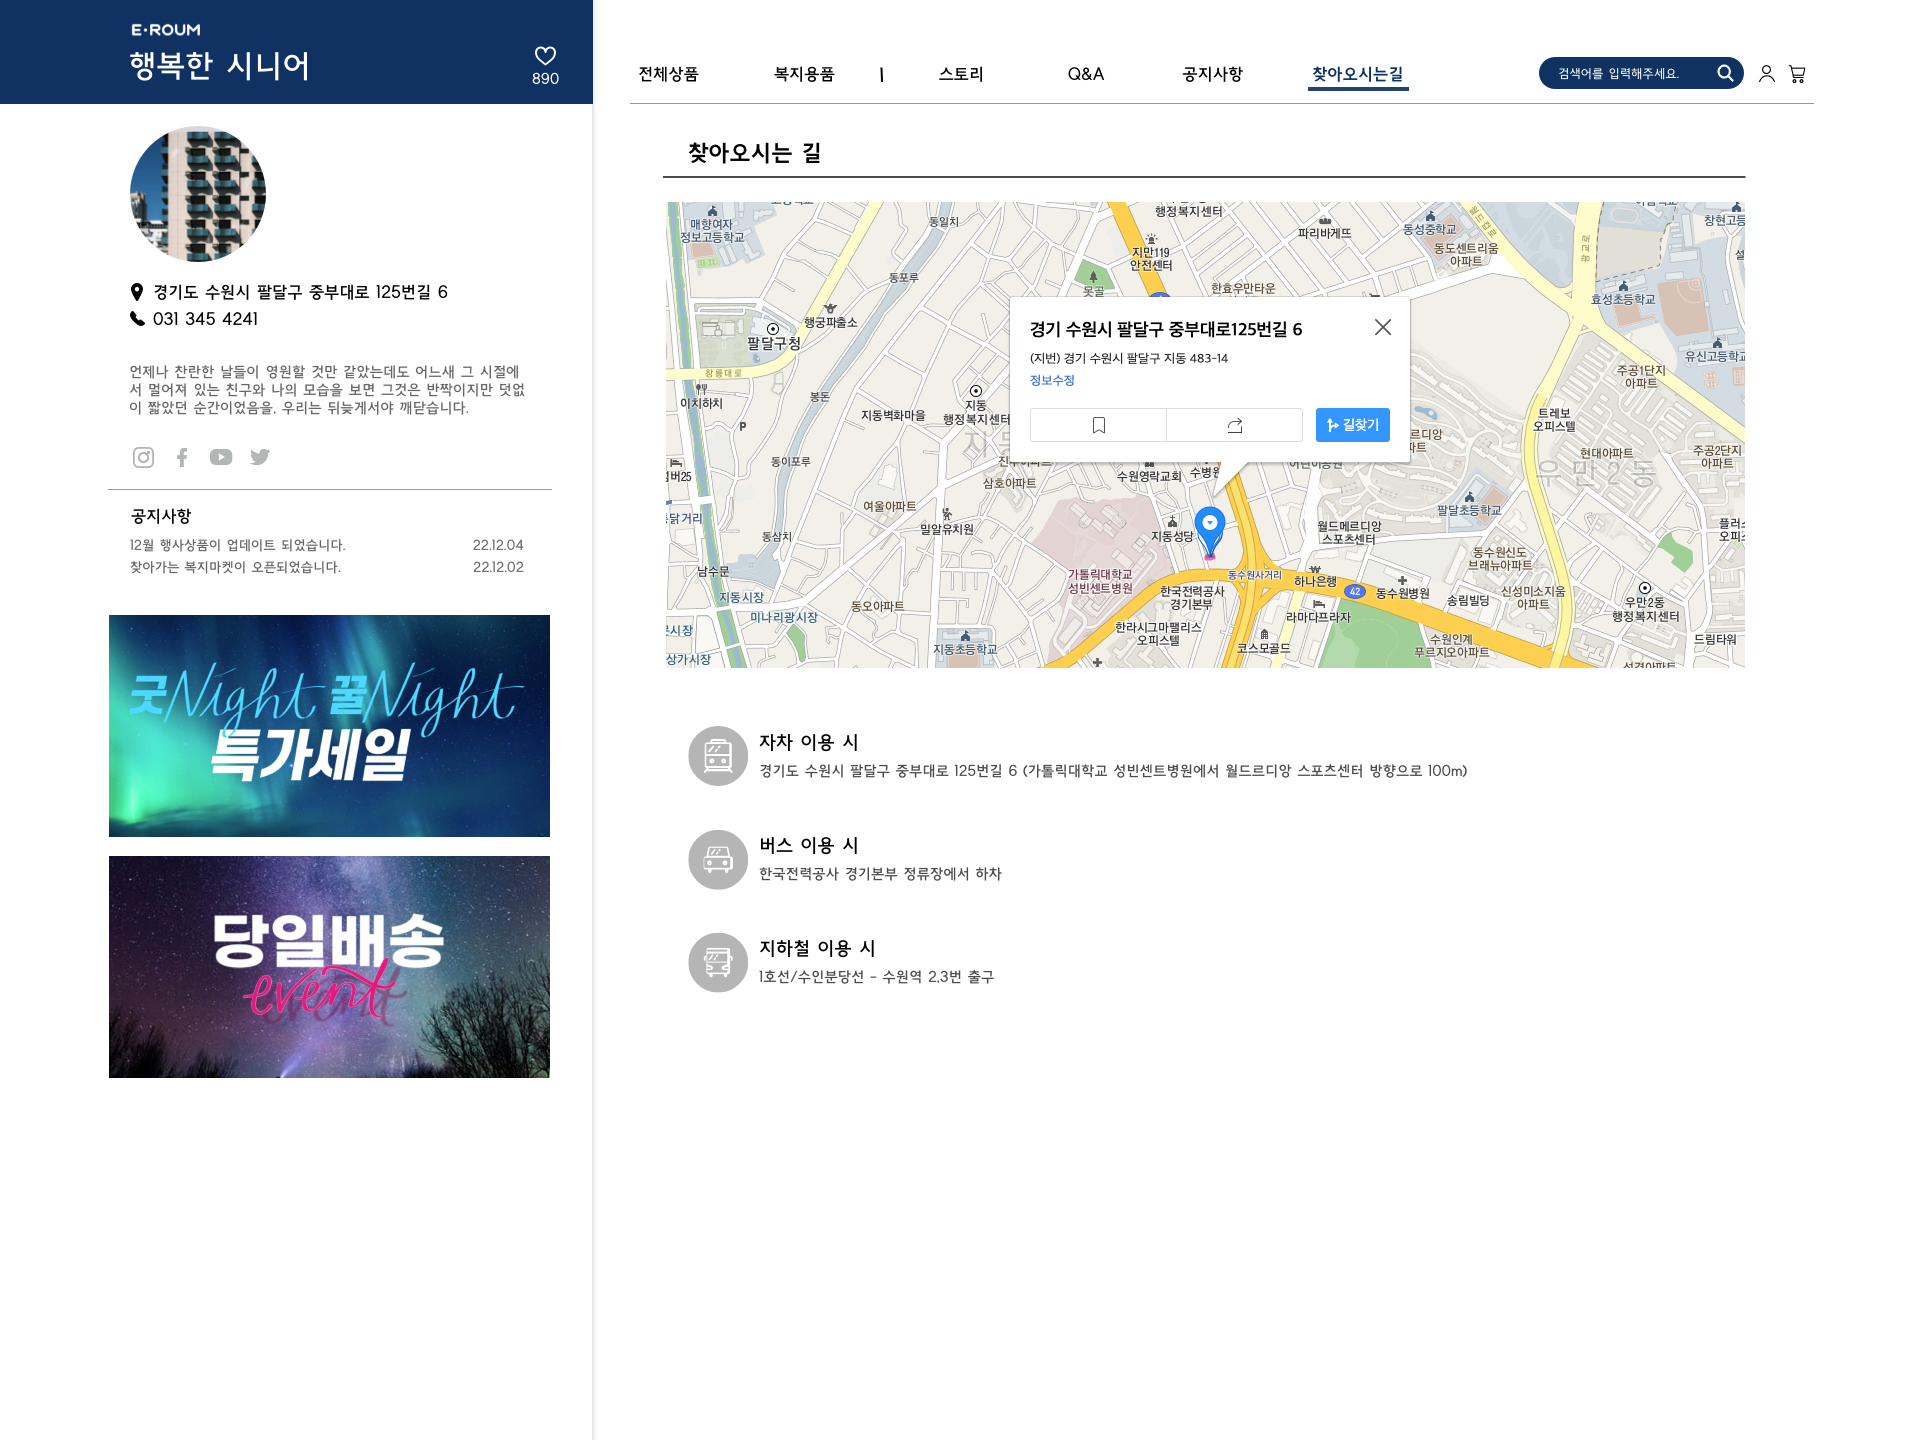 E·ROUM
행복한 시니어
890
경기도 수원시 팔달구 중부대로 125번길 6
031 345 4241
언제나 찬란한 날들이 영원할 것만 같았는데도 어느새 그 시절에
서 멀어져 있는 친구와 나의 모습을 보면 그것은 반짝이지만 덧없
이 짧았던 순간이었음을, 우리는 뒤늦게서야 깨닫습니다.
공지사항
12월 행사상품이 업데이트 되었습니다. 22.12.04
찾아가는 복지마켓이 오픈되었습니다. 22.12.02
굿Night 꿀Night
특가세일
당일배송
event
전체상품 복지용품 | 스토리 Q&A 공지사항 찾아오시는길
검색어를 입력해주세요.
찾아오시는 길
매향여자
정보고등학교
동일치
행정복지센터
파리바게뜨
동성중학교
창현고등
지만119
안전센터
동도센트리움
아파트
동포루
못골
한효우만타운
효성초등학교
행궁파출소
팔달구청
창룡대로
유신고등학교
주공1단지
아파트
이치하치
봉돈
지동벽화마을
지동
행정복지센터
P
트레보
오피스텔
경기 수원시 팔달구 중부대로125번길 6
(지번) 경기 수원시 팔달구 지동 483-14
정보수정
길찾기
르디앙
파트
현대아파트
우만2동
주공2단지
아파트
동이포루
삼호아파트
수원영락교회
수병원
어린이공원
여울아파트
밀알유치원
팔달초등학교
닭거리
동삼치
지동성당
월드메르디앙
스포츠센터
플러스
오피스
남수문
가톨릭대학교
성빈센트병원
동수원사거리
하나은행
동수원신도
브래뉴아파트
지동시장
동오아파트
한국전력공사
경기본부
42
동수원병원
송림빌딩
신성미소지움
아파트
우만2동
행정복지센터
미나리광시장
라마다프라자
한라시그마팰리스
오피스텔
지동초등학교
코스모골드
수원인계
푸르지오아파트
드림타워
상가시장
자차 이용 시
경기도 수원시 팔달구 중부대로 125번길 6 (가톨릭대학교 성빈센트병원에서 월드르디앙 스포츠센터 방향으로 100m)
버스 이용 시
한국전력공사 경기본부 정류장에서 하차
지하철 이용 시
1호선/수인분당선 - 수원역 2,3번 출구